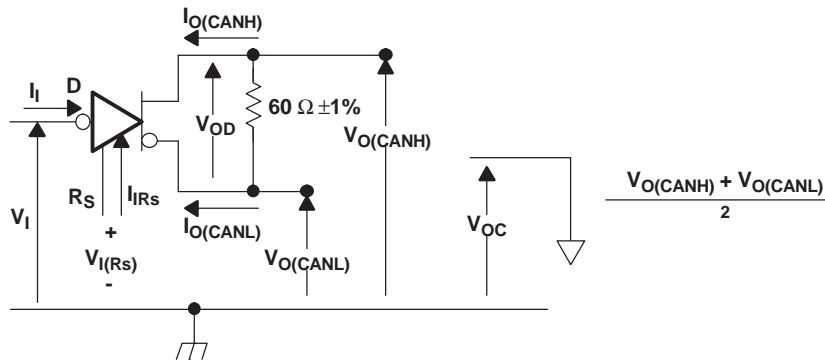 I_O(CANH)
I_I
D
V_OD
60 Ω ±1%
V_O(CANH)
V_I
R_S
I_IRs
+
V_I(Rs)
-
I_O(CANL)
V_O(CANL)
V_OC
V_O(CANH) + V_O(CANL)
2